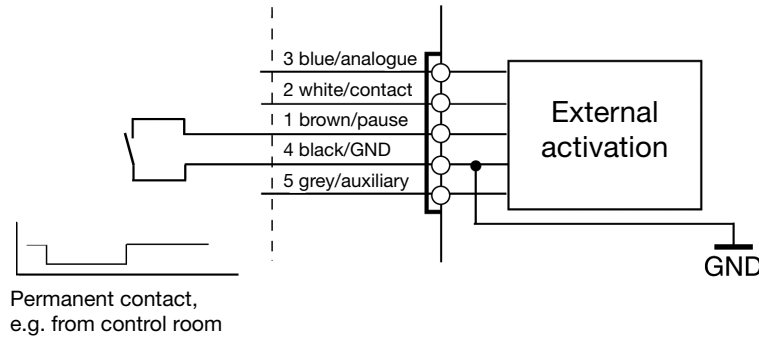 3 blue/analogue
2 white/contact
1 brown/pause
4 black/GND
5 grey/auxiliary
External
activation
GND
Permanent contact,
e.g. from control room